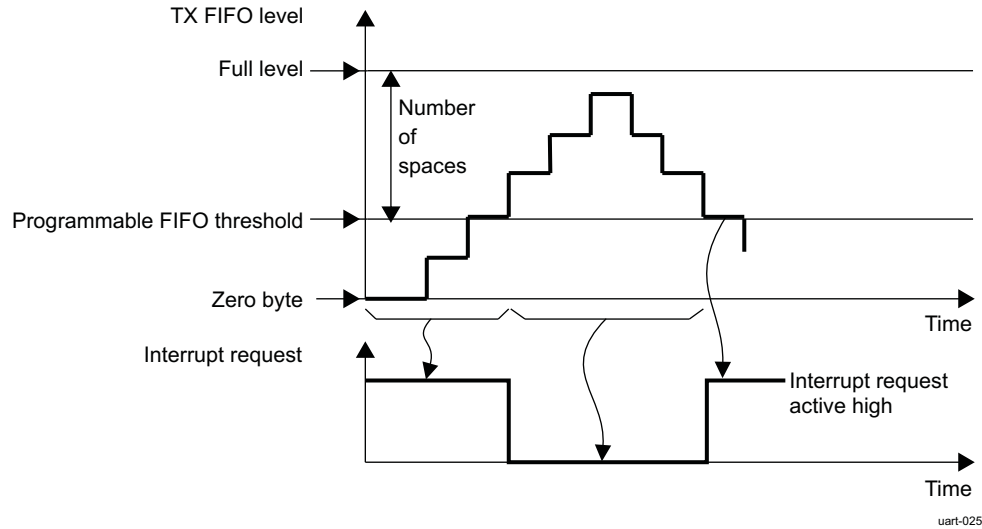 TX FIFO level
Full level
Number
of
spaces
Programmable FIFO threshold
Zero byte
Time
Interrupt request
Interrupt request
active high
Time
uart-025